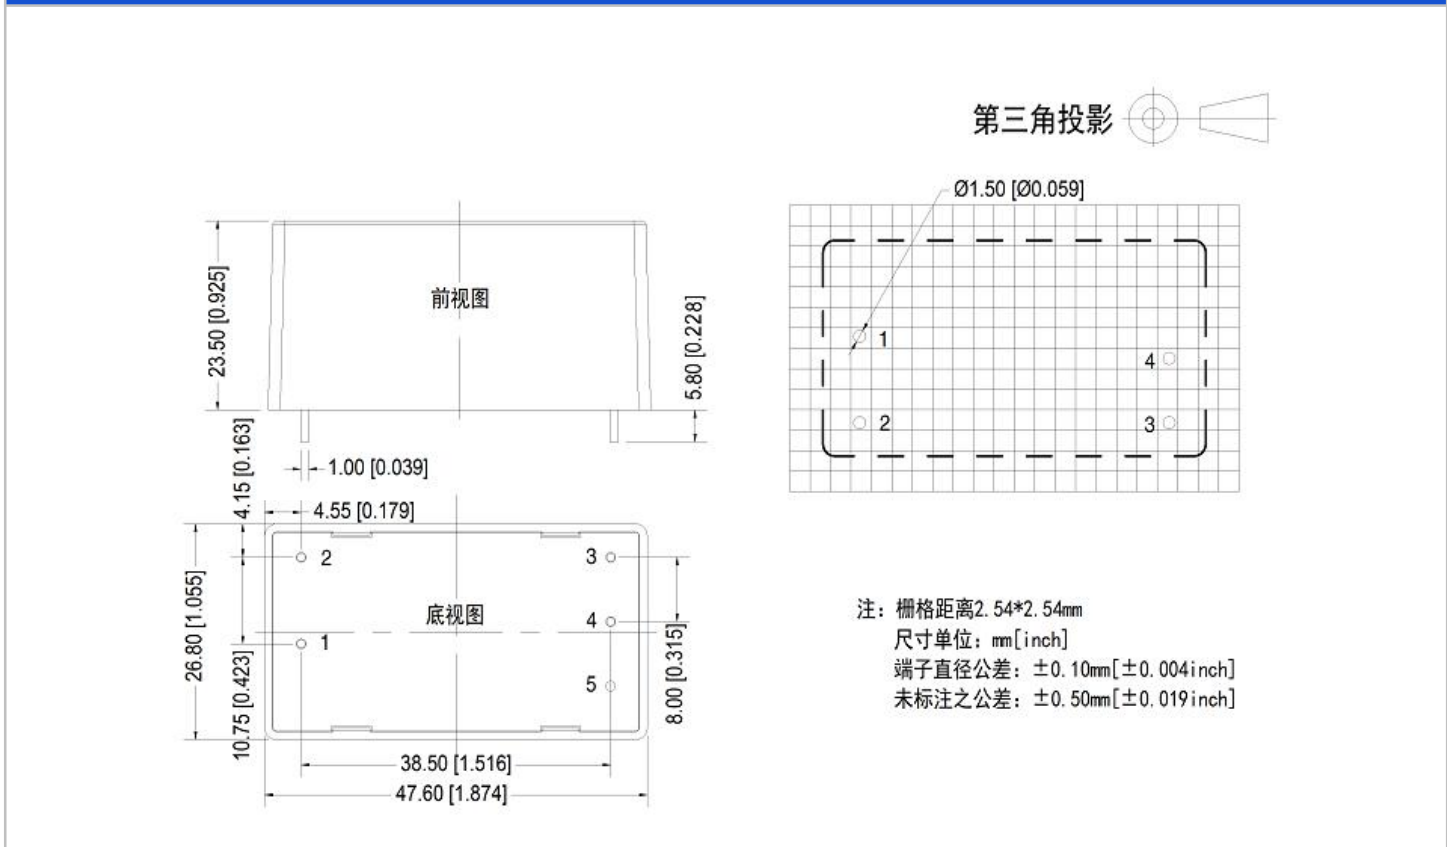 第三角投影
Ø1.50 [Ø0.059]
23.50 [0.925]
前视图
5.80 [0.228]
1
4
2
3
4.15 [0.163]
1.00 [0.039]
4.55 [0.179]
2
3
26.80 [1.055]
底视图
4
1
10.75 [0.423]
8.00 [0.315]
5
38.50 [1.516]
47.60 [1.874]
注: 栅格距离2.54*2.54mm
尺寸单位: mm[inch]
端子直径公差: ±0.10mm[±0.004inch]
未标注之公差: ±0.50mm[±0.019inch]